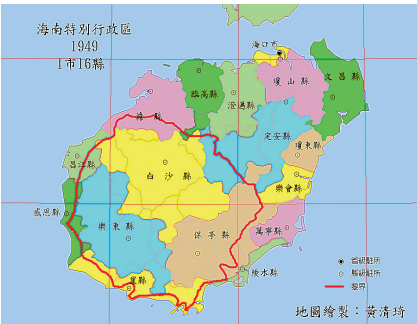 海南特別行政區
1949
1市16縣
海口市
文昌縣
瓊山縣
臨高縣
澄邁縣
儋縣
定安縣
瓊東縣
昌江縣
白沙縣
樂會縣
感恩縣
樂東縣
保亭縣
萬寧縣
陵水縣
崖縣
省級駐所
縣級駐所
黎界
地圖繪製：黃清琦